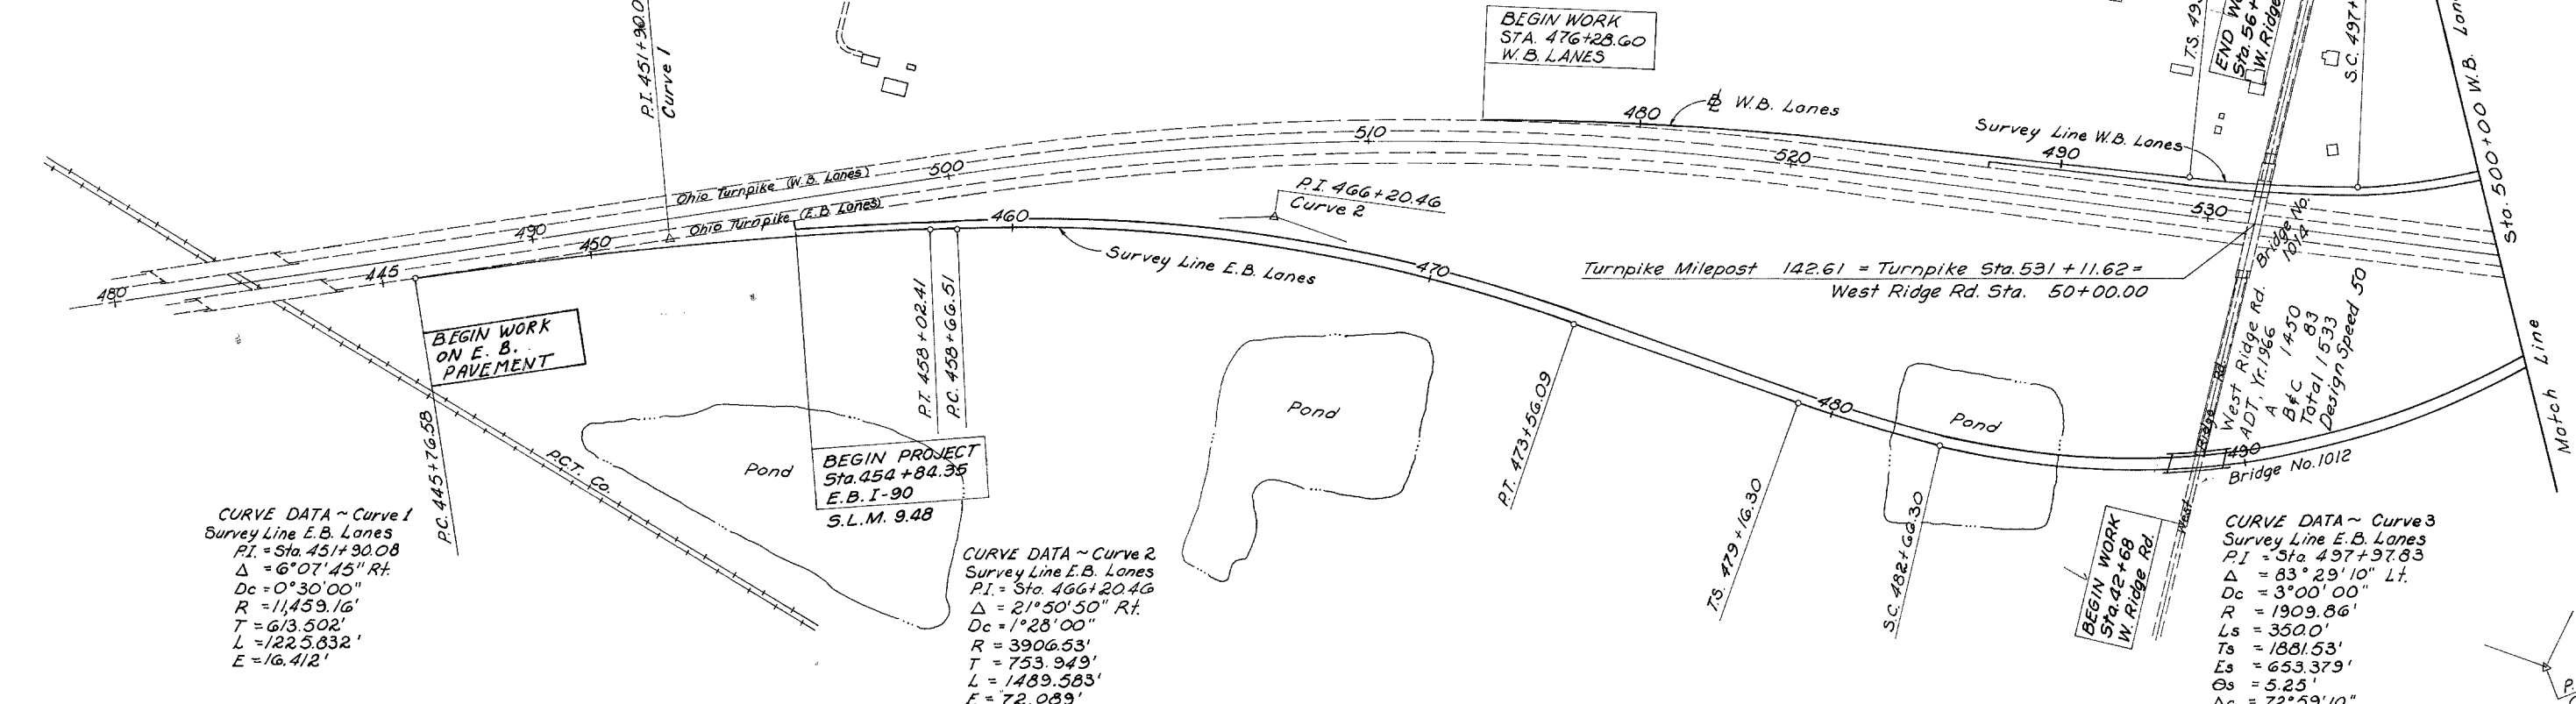 P.I. 451+90.0
Curve 1
BEGIN WORK
STA. 476+28.60
W.B. LANES
T.S. 49
END W
Sta. 56+
W. Ridge
S.C. 497+
Sta. 500+00 W.B. Lan
Match Line
480
℄ W.B. Lanes
Survey Line W.B. Lanes
490
Ohio Turnpike (W.B. Lanes)
Ohio Turnpike (E.B. Lanes)
480
490
500
510
520
530
445
450
460
470
480
490
P.I. 466+20.46
Curve 2
Survey Line E.B. Lanes
Turnpike Milepost 142.61 = Turnpike Sta. 531+11.62 =
West Ridge Rd. Sta. 50+00.00
Bridge No.
1014
West Ridge Rd.
ADT, Yr. 1966
A 1450
B&C 83
Total 1533
Design Speed 50
BEGIN WORK
ON E. B.
PAVEMENT
P.C. 445+76.58
P.C.T. Co.
Pond
BEGIN PROJECT
Sta. 454+84.35
E.B. I-90
S.L.M. 9.48
P.T. 458+02.41
P.C. 458+66.51
Pond
P.T. 473+56.09
T.S. 479+16.30
S.C. 482+66.30
Pond
Bridge No. 1012
West Ridge Rd.
BEGIN WORK
Sta. 42+68
W. Ridge Rd.
CURVE DATA ~ Curve 1
Survey Line E.B. Lanes
P.I. = Sta. 451+90.08
Δ = 6°07'45" Rt.
Dc = 0°30'00"
R = 11,459.16'
T = 613.502'
L = 1225.832'
E = 16.412'
CURVE DATA ~ Curve 2
Survey Line E.B. Lanes
P.I. = Sta. 466+20.46
Δ = 21°50'50" Rt.
Dc = 1°28'00"
R = 3906.53'
T = 753.949'
L = 1489.583'
E = 72.089'
CURVE DATA ~ Curve 3
Survey Line E.B. Lanes
P.I = Sta. 497+97.83
Δ = 83°29'10" Lt.
Dc = 3°00'00"
R = 1909.86'
Ls = 350.0'
Ts = 1881.53'
Es = 653.379'
Θs = 5.25'
Δc = 72°59'10"
P.